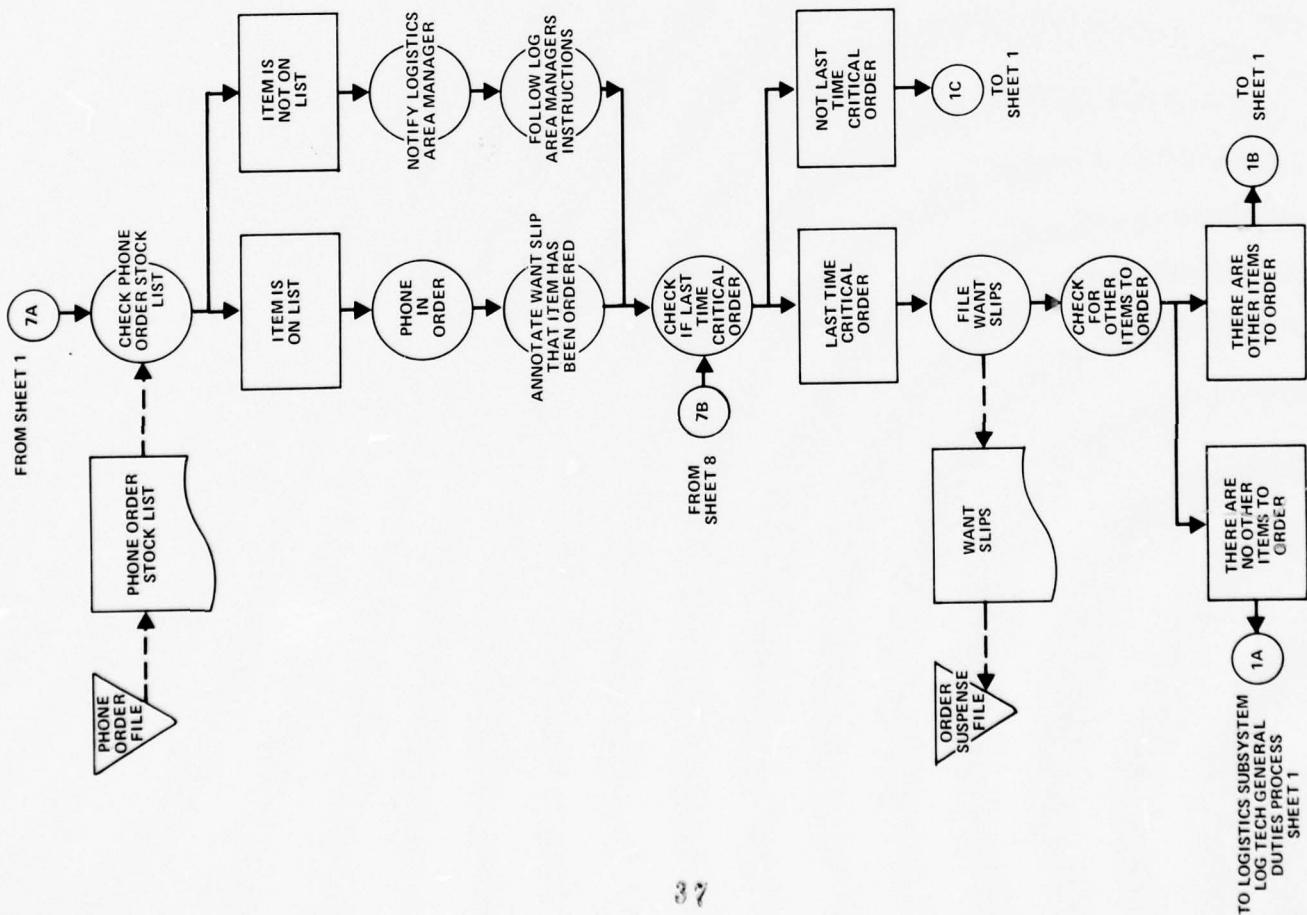 FROM SHEET 1
7A
CHECK PHONE
ORDER STOCK
LIST
PHONE ORDER
STOCK LIST
PHONE
ORDER
FILE
ITEM IS
ON LIST
ITEM IS
NOT ON
LIST
PHONE
IN
ORDER
NOTIFY LOGISTICS
AREA MANAGER
ANNOTATE WANT SLIP
THAT ITEM HAS
BEEN ORDERED
FOLLOW LOG
AREA MANAGERS
INSTRUCTIONS
CHECK
IF LAST
TIME
CRITICAL
ORDER
7B
FROM
SHEET 8
LAST TIME
CRITICAL
ORDER
NOT LAST
TIME
CRITICAL
ORDER
1C
TO
SHEET 1
FILE
WANT
SLIPS
WANT
SLIPS
ORDER
SUSPENSE
FILE
CHECK
FOR
OTHER
ITEMS TO
ORDER
THERE ARE
NO OTHER
ITEMS TO
ORDER
THERE ARE
OTHER ITEMS
TO ORDER
1B
TO
SHEET 1
1A
TO LOGISTICS SUBSYSTEM
LOG TECH GENERAL
DUTIES PROCESS
SHEET 1